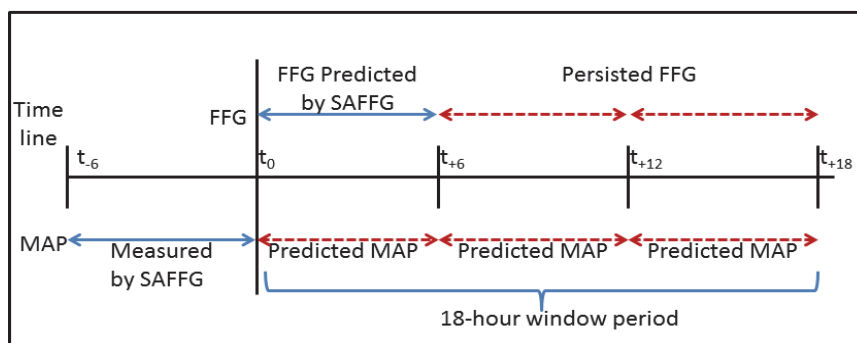 FFG Predicted
by SAFFG
Persisted FFG
Time
line
FFG
t-6
t0
t+6
t+12
t+18
MAP
Measured
by SAFFG
Predicted MAP
Predicted MAP
Predicted MAP
18-hour window period